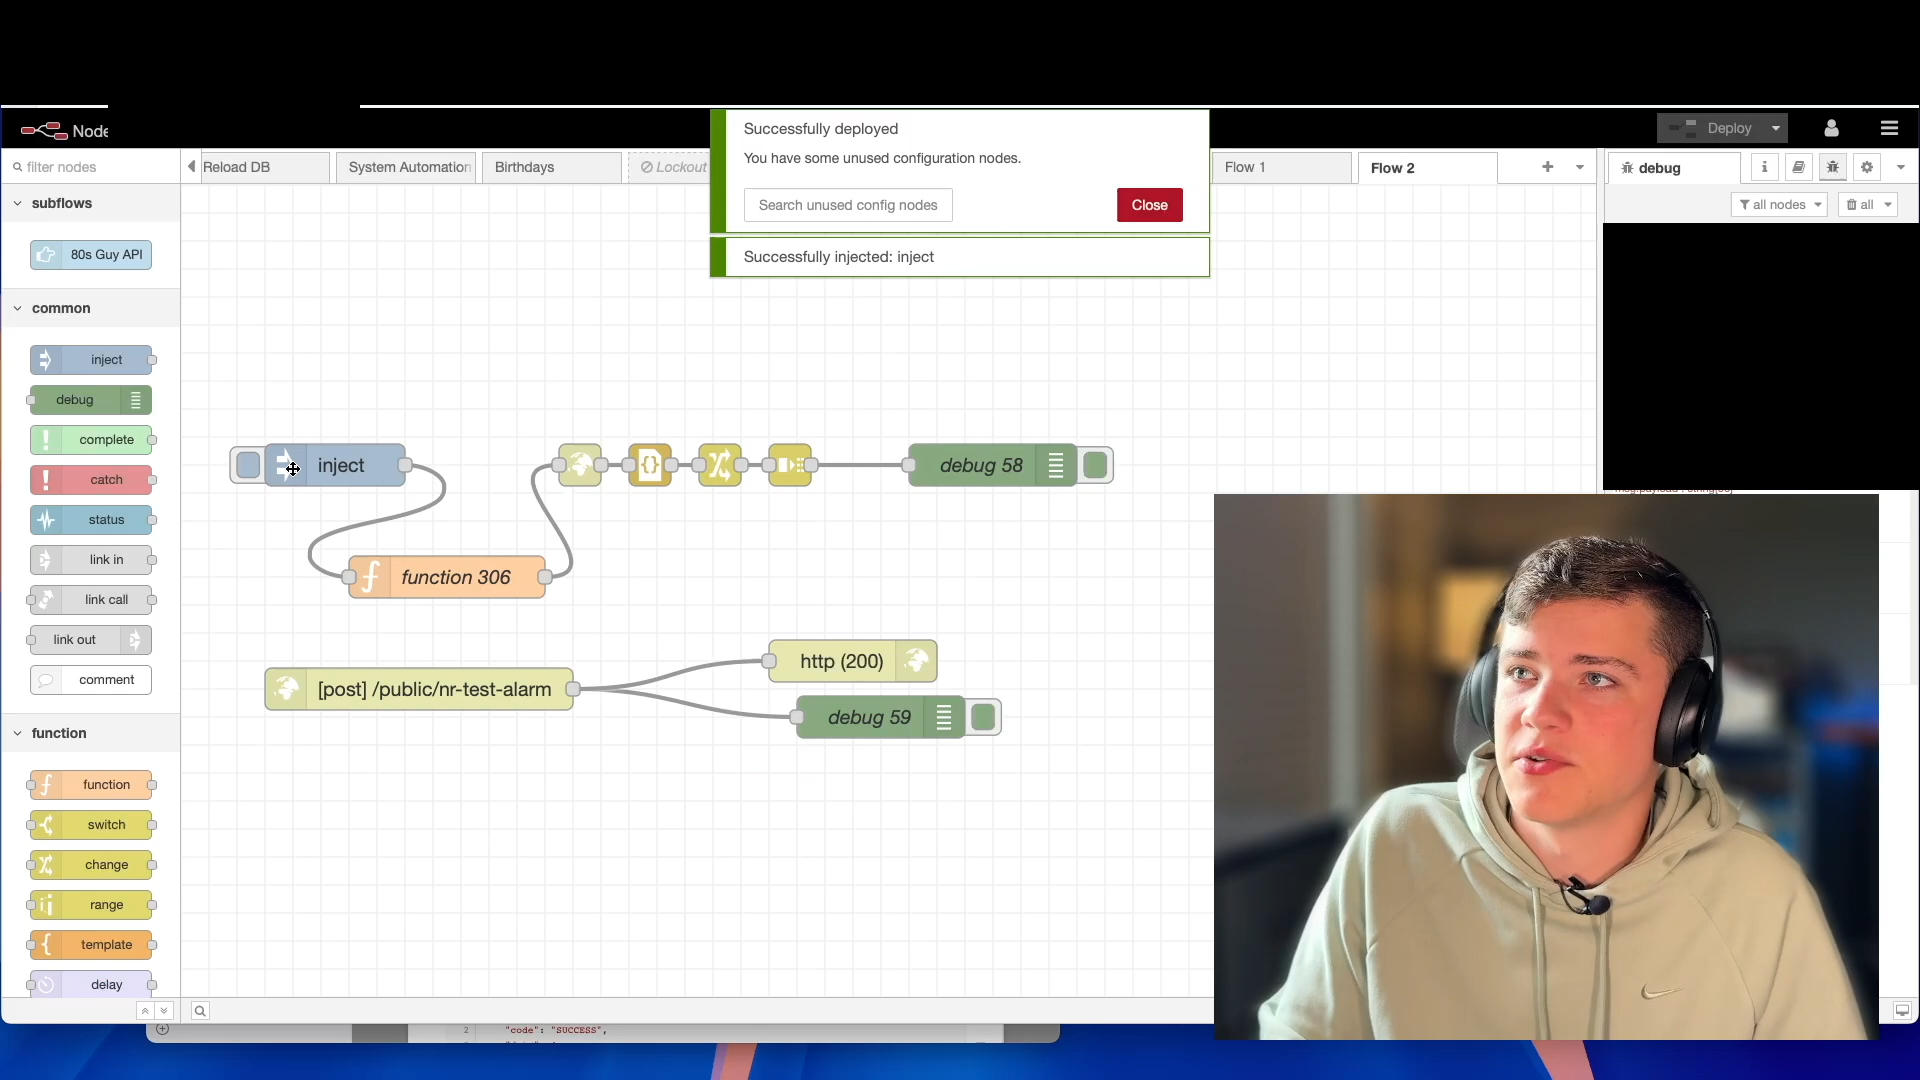 Node
Deploy
Successfully deployed
You have some unused configuration nodes.
Search unused config nodes
Close
Successfully injected: inject
filter nodes
Reload DB
System Automation
Birthdays
Lockout
Flow 1
Flow 2
debug
all nodes
all
subflows
80s Guy API
common
inject
debug
complete
catch
status
link in
link call
link out
comment
function
function
switch
change
range
template
delay
inject
debug 58
function 306
[post] /public/nr-test-alarm
http (200)
debug 59
2 "code": "SUCCESS",